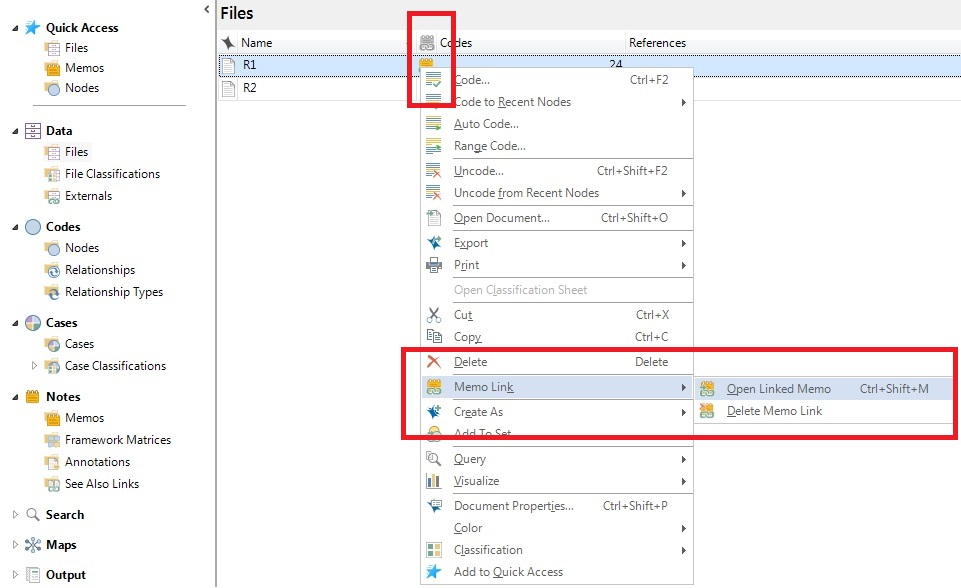 Files
Quick Access
Files
Memos
Nodes
Data
Files
File Classifications
Externals
Codes
Nodes
Relationships
Relationship Types
Cases
Cases
Case Classifications
Notes
Memos
Framework Matrices
Annotations
See Also Links
Search
Maps
Output
Name Codes References
R1 24
R2
Code... Ctrl+F2
Code to Recent Nodes
Auto Code...
Range Code...
Uncode... Ctrl+Shift+F2
Uncode from Recent Nodes
Open Document... Ctrl+Shift+O
Export
Print
Open Classification Sheet
Cut Ctrl+X
Copy Ctrl+C
Delete Delete
Memo Link
Open Linked Memo Ctrl+Shift+M
Delete Memo Link
Create As
Add To Set
Query
Visualize
Document Properties... Ctrl+Shift+P
Color
Classification
Add to Quick Access